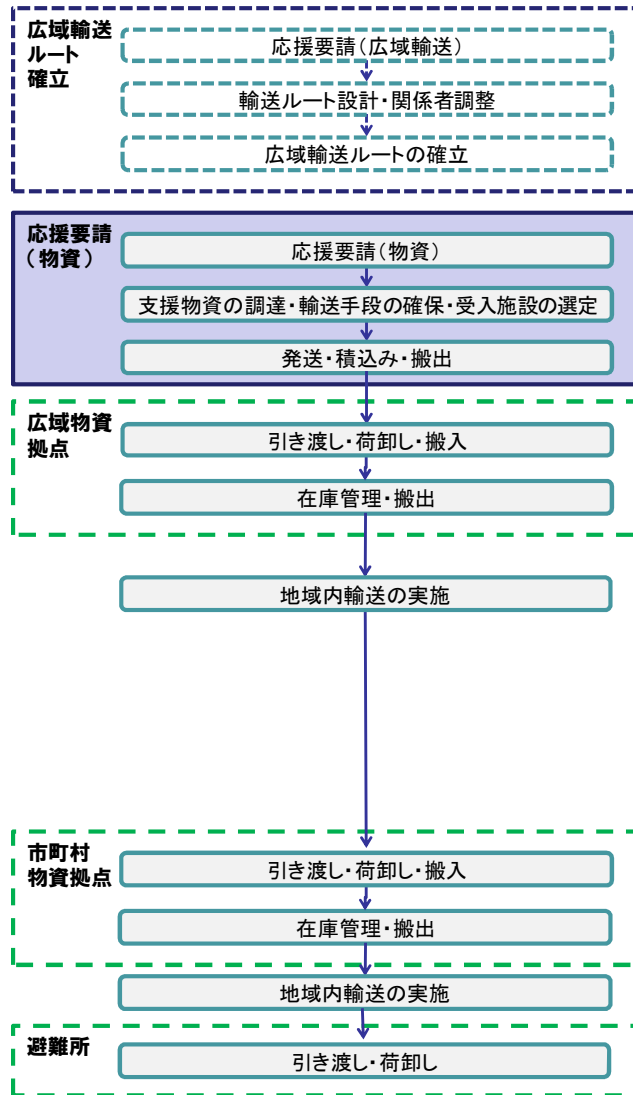 広域輸送
ルート
確立
応援要請(広域輸送)
輸送ルート設計・関係者調整
広域輸送ルートの確立
応援要請
(物資)
応援要請(物資)
支援物資の調達・輸送手段の確保・受入施設の選定
発送・積込み・搬出
広域物資
拠点
引き渡し・荷卸し・搬入
在庫管理・搬出
地域内輸送の実施
市町村
物資拠点
引き渡し・荷卸し・搬入
在庫管理・搬出
地域内輸送の実施
避難所
引き渡し・荷卸し